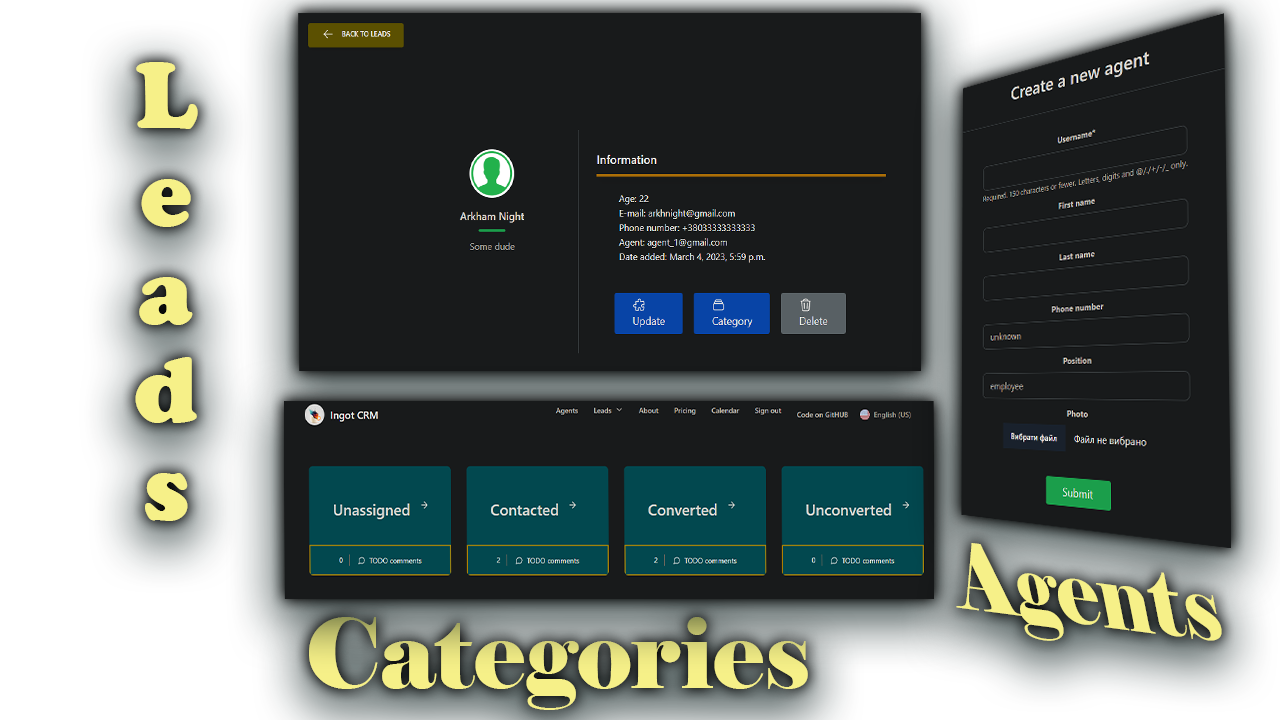 Leads
BACK TO LEADS
Arkham Night
Some dude
Information
Age: 22
E-mail: arkhnight@gmail.com
Phone number: +38033333333333
Agent: agent_1@gmail.com
Date added: March 4, 2023, 5:59 p.m.
Update
Category
Delete
Ingot CRM
Agents
Leads
About
Pricing
Calendar
Sign out
Code on GitHUB
English (US)
Unassigned
0 TODO comments
Contacted
2 TODO comments
Converted
2 TODO comments
Unconverted
0 TODO comments
Categories
Create a new agent
Username*
Required. 150 characters or fewer. Letters, digits and @/./+/-/_ only.
First name
Last name
Phone number
unknown
Position
employee
Photo
Вибрати файл Файл не вибрано
Submit
Agents